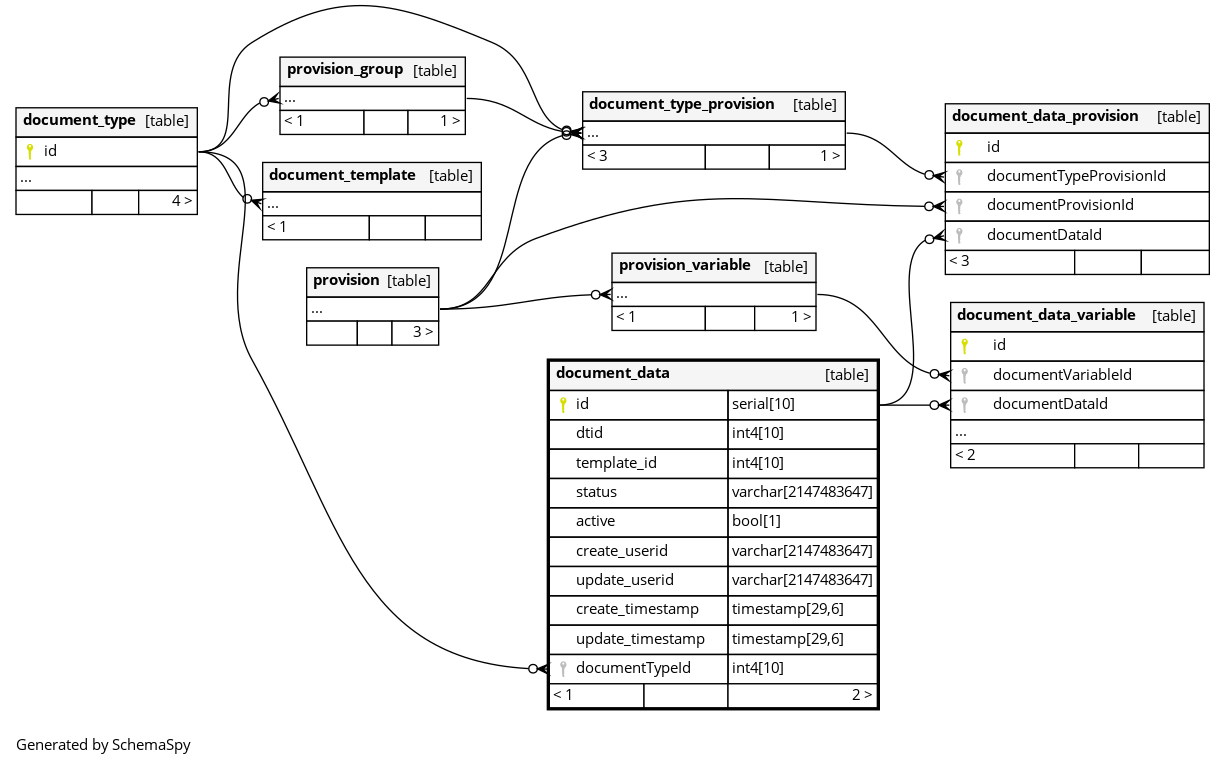 document_type [table]
id
...
4 >
provision_group [table]
...
< 1 1 >
document_template [table]
...
< 1
provision [table]
...
3 >
document_type_provision [table]
...
< 3 1 >
provision_variable [table]
...
< 1 1 >
document_data [table]
id serial[10]
dtid int4[10]
template_id int4[10]
status varchar[2147483647]
active bool[1]
create_userid varchar[2147483647]
update_userid varchar[2147483647]
create_timestamp timestamp[29,6]
update_timestamp timestamp[29,6]
documentTypeId int4[10]
< 1 2 >
document_data_provision [table]
id
documentTypeProvisionId
documentProvisionId
documentDataId
< 3
document_data_variable [table]
id
documentVariableId
documentDataId
...
< 2
Generated by SchemaSpy